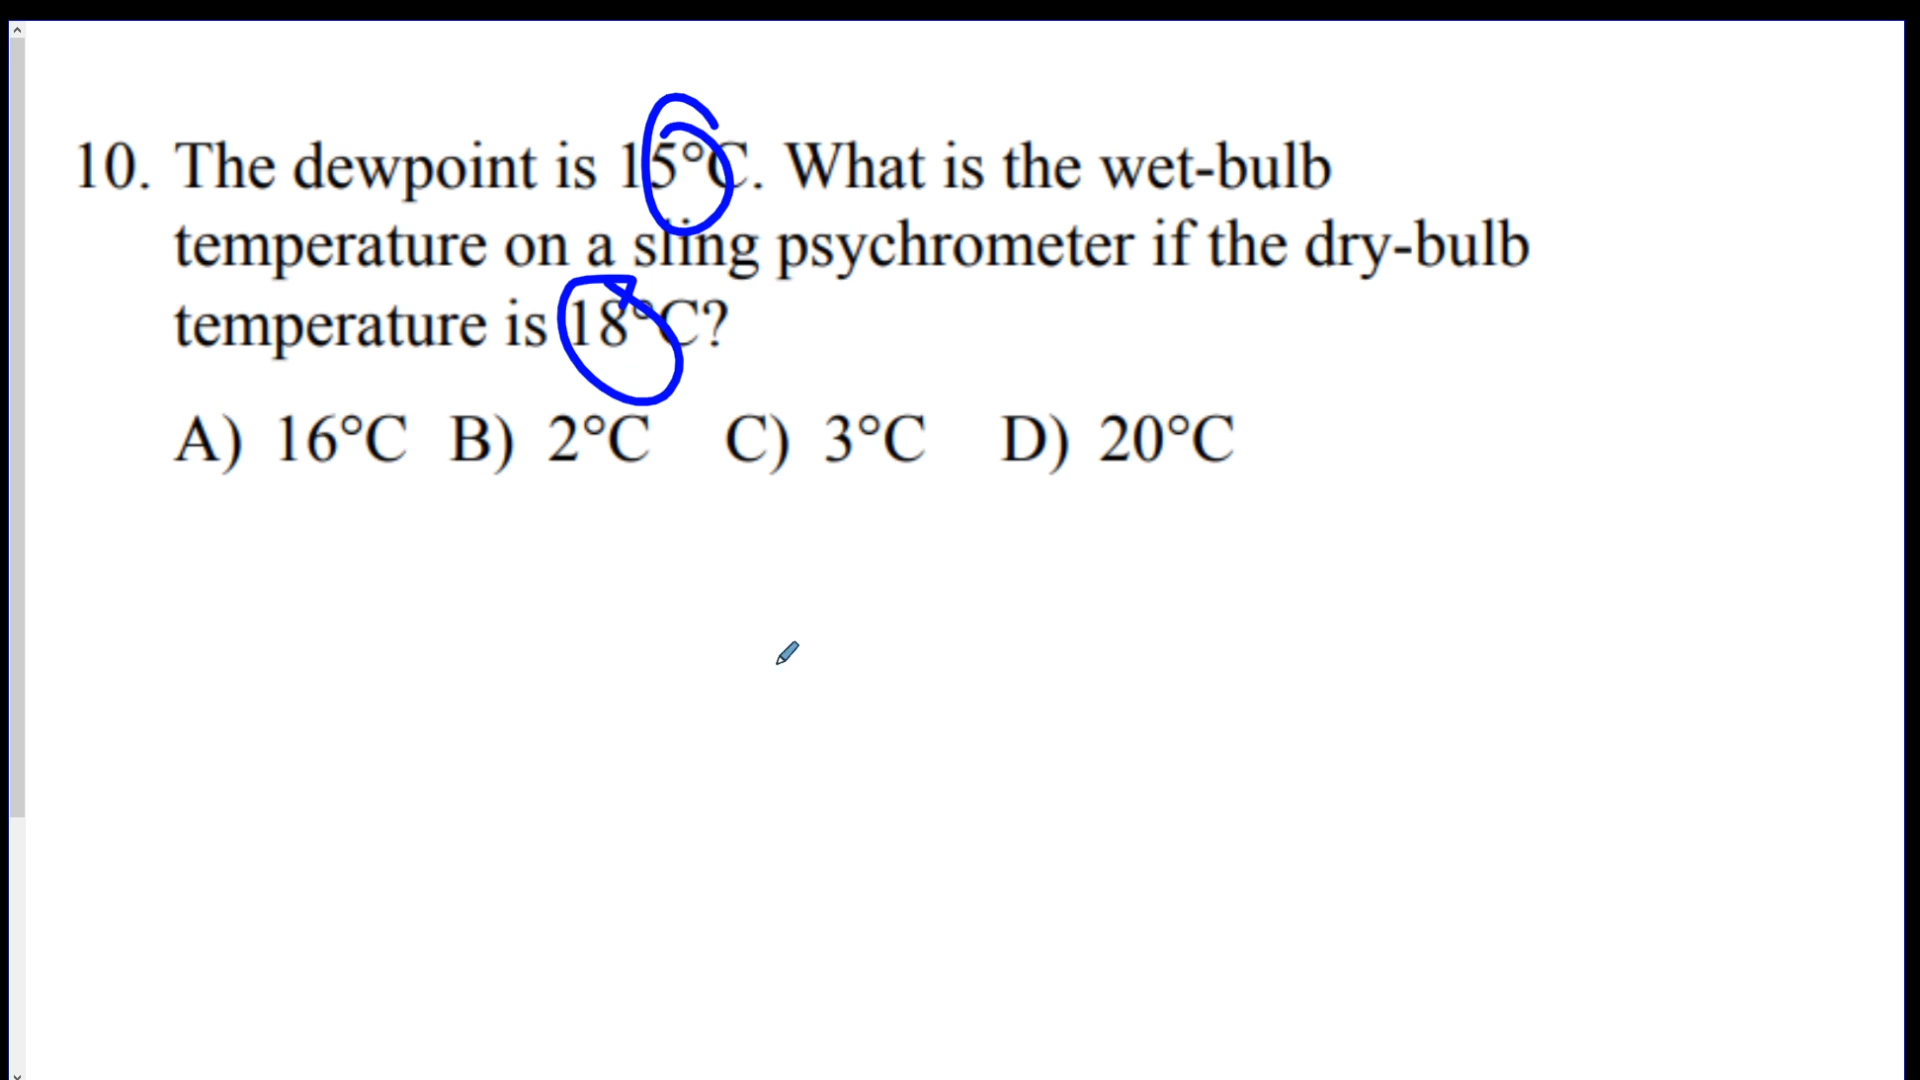 10. The dewpoint is 15°C. What is the wet-bulb
temperature on a sling psychrometer if the dry-bulb
temperature is 18°C?
A) 16°C B) 2°C C) 3°C D) 20°C